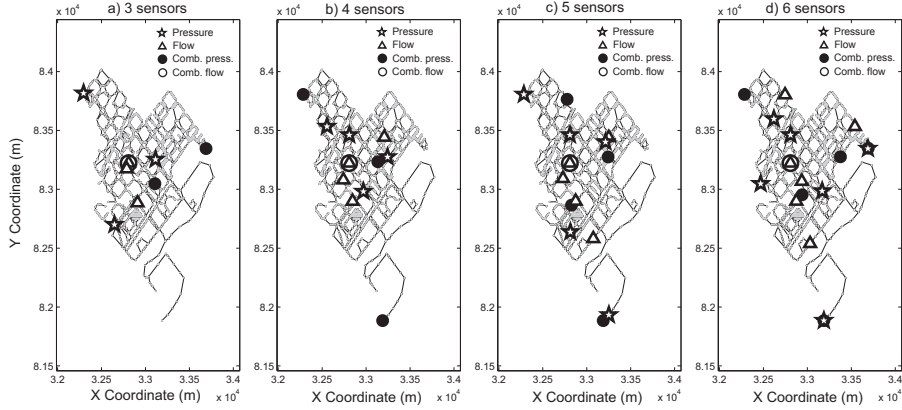 a) 3 sensors
b) 4 sensors
c) 5 sensors
d) 6 sensors
x 10⁴
x 10⁴
x 10⁴
x 10⁴
Pressure
Flow
Comb. press.
Comb. flow
Pressure
Flow
Comb. press.
Comb. flow
Pressure
Flow
Comb. press.
Comb. flow
Pressure
Flow
Comb. press.
Comb. flow
Y Coordinate (m)
8.4
8.35
8.3
8.25
8.2
8.15
8.4
8.35
8.3
8.25
8.2
8.15
8.4
8.35
8.3
8.25
8.2
8.15
8.4
8.35
8.3
8.25
8.2
8.15
3.2 3.25 3.3 3.35 3.4
3.2 3.25 3.3 3.35 3.4
3.2 3.25 3.3 3.35 3.4
3.2 3.25 3.3 3.35 3.4
X Coordinate (m) x 10⁴
X Coordinate (m) x 10⁴
X Coordinate (m) x 10⁴
X Coordinate (m) x 10⁴